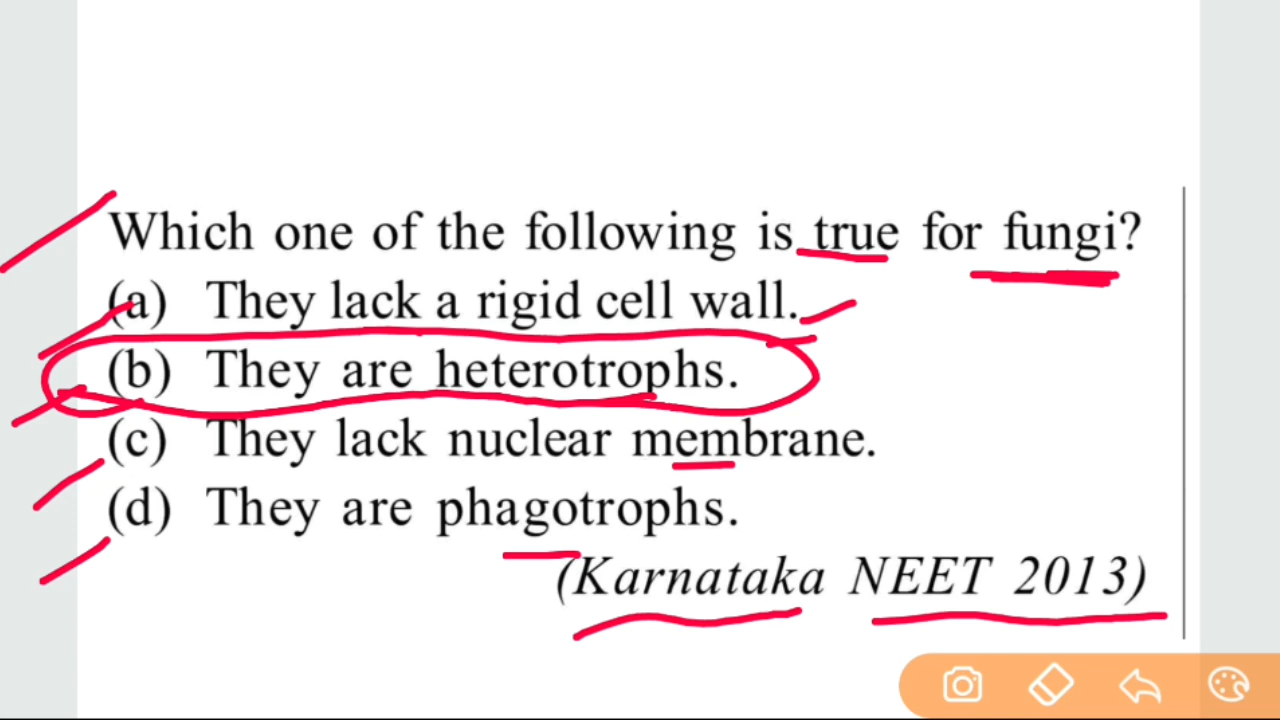 Which one of the following is true for fungi?
(a) They lack a rigid cell wall.
(b) They are heterotrophs.
(c) They lack nuclear membrane.
(d) They are phagotrophs.
(Karnataka NEET 2013)